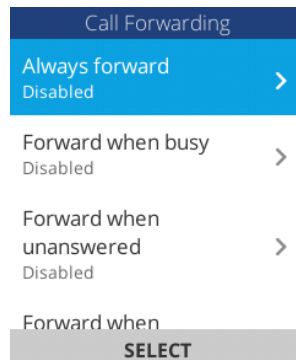 Call Forwarding
Always forward
Disabled
Forward when busy
Disabled
Forward when
unanswered
Disabled
Forward when
SELECT